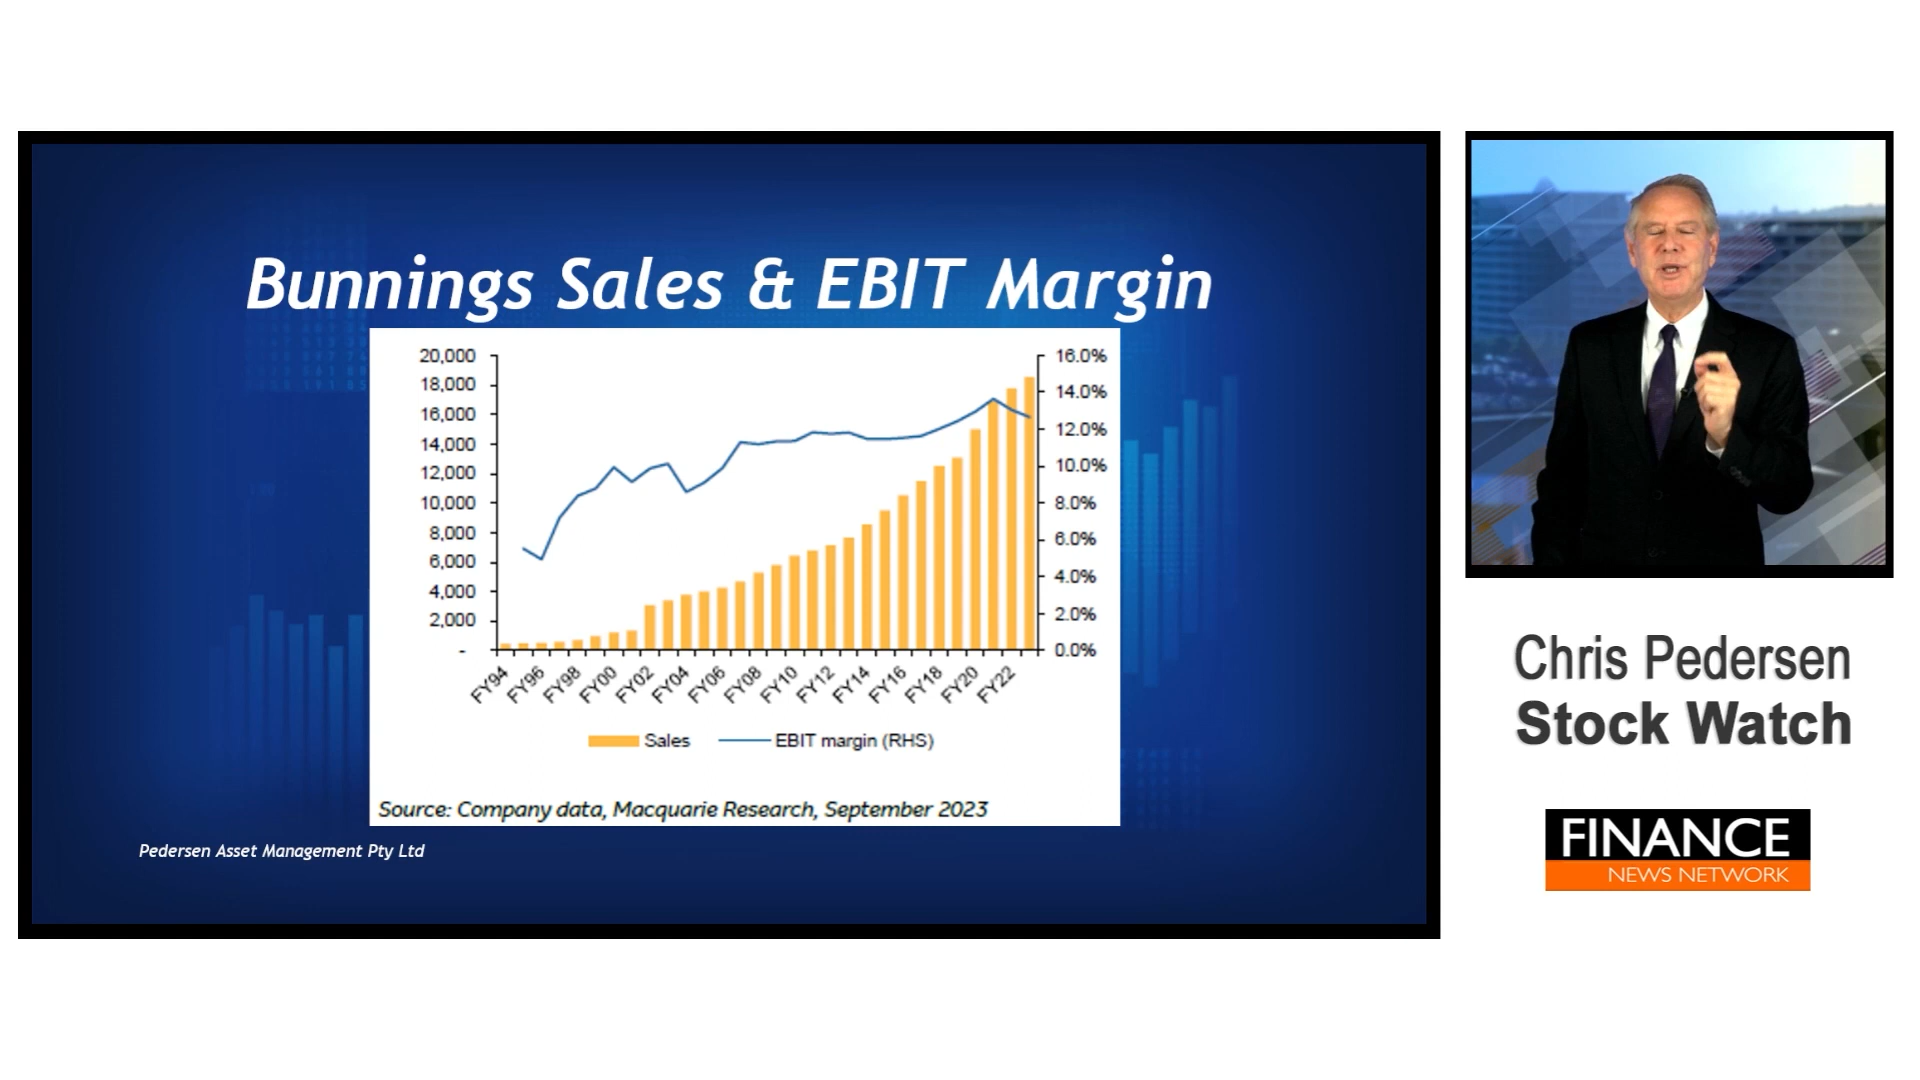 Bunnings Sales & EBIT Margin
20,000
18,000
16,000
14,000
12,000
10,000
8,000
6,000
4,000
2,000
-
16.0%
14.0%
12.0%
10.0%
8.0%
6.0%
4.0%
2.0%
0.0%
FY94
FY96
FY98
FY00
FY02
FY04
FY06
FY08
FY10
FY12
FY14
FY16
FY18
FY20
FY22
Sales
EBIT margin (RHS)
Source: Company data, Macquarie Research, September 2023
Pedersen Asset Management Pty Ltd
Chris Pedersen
Stock Watch
FINANCE
NEWS NETWORK